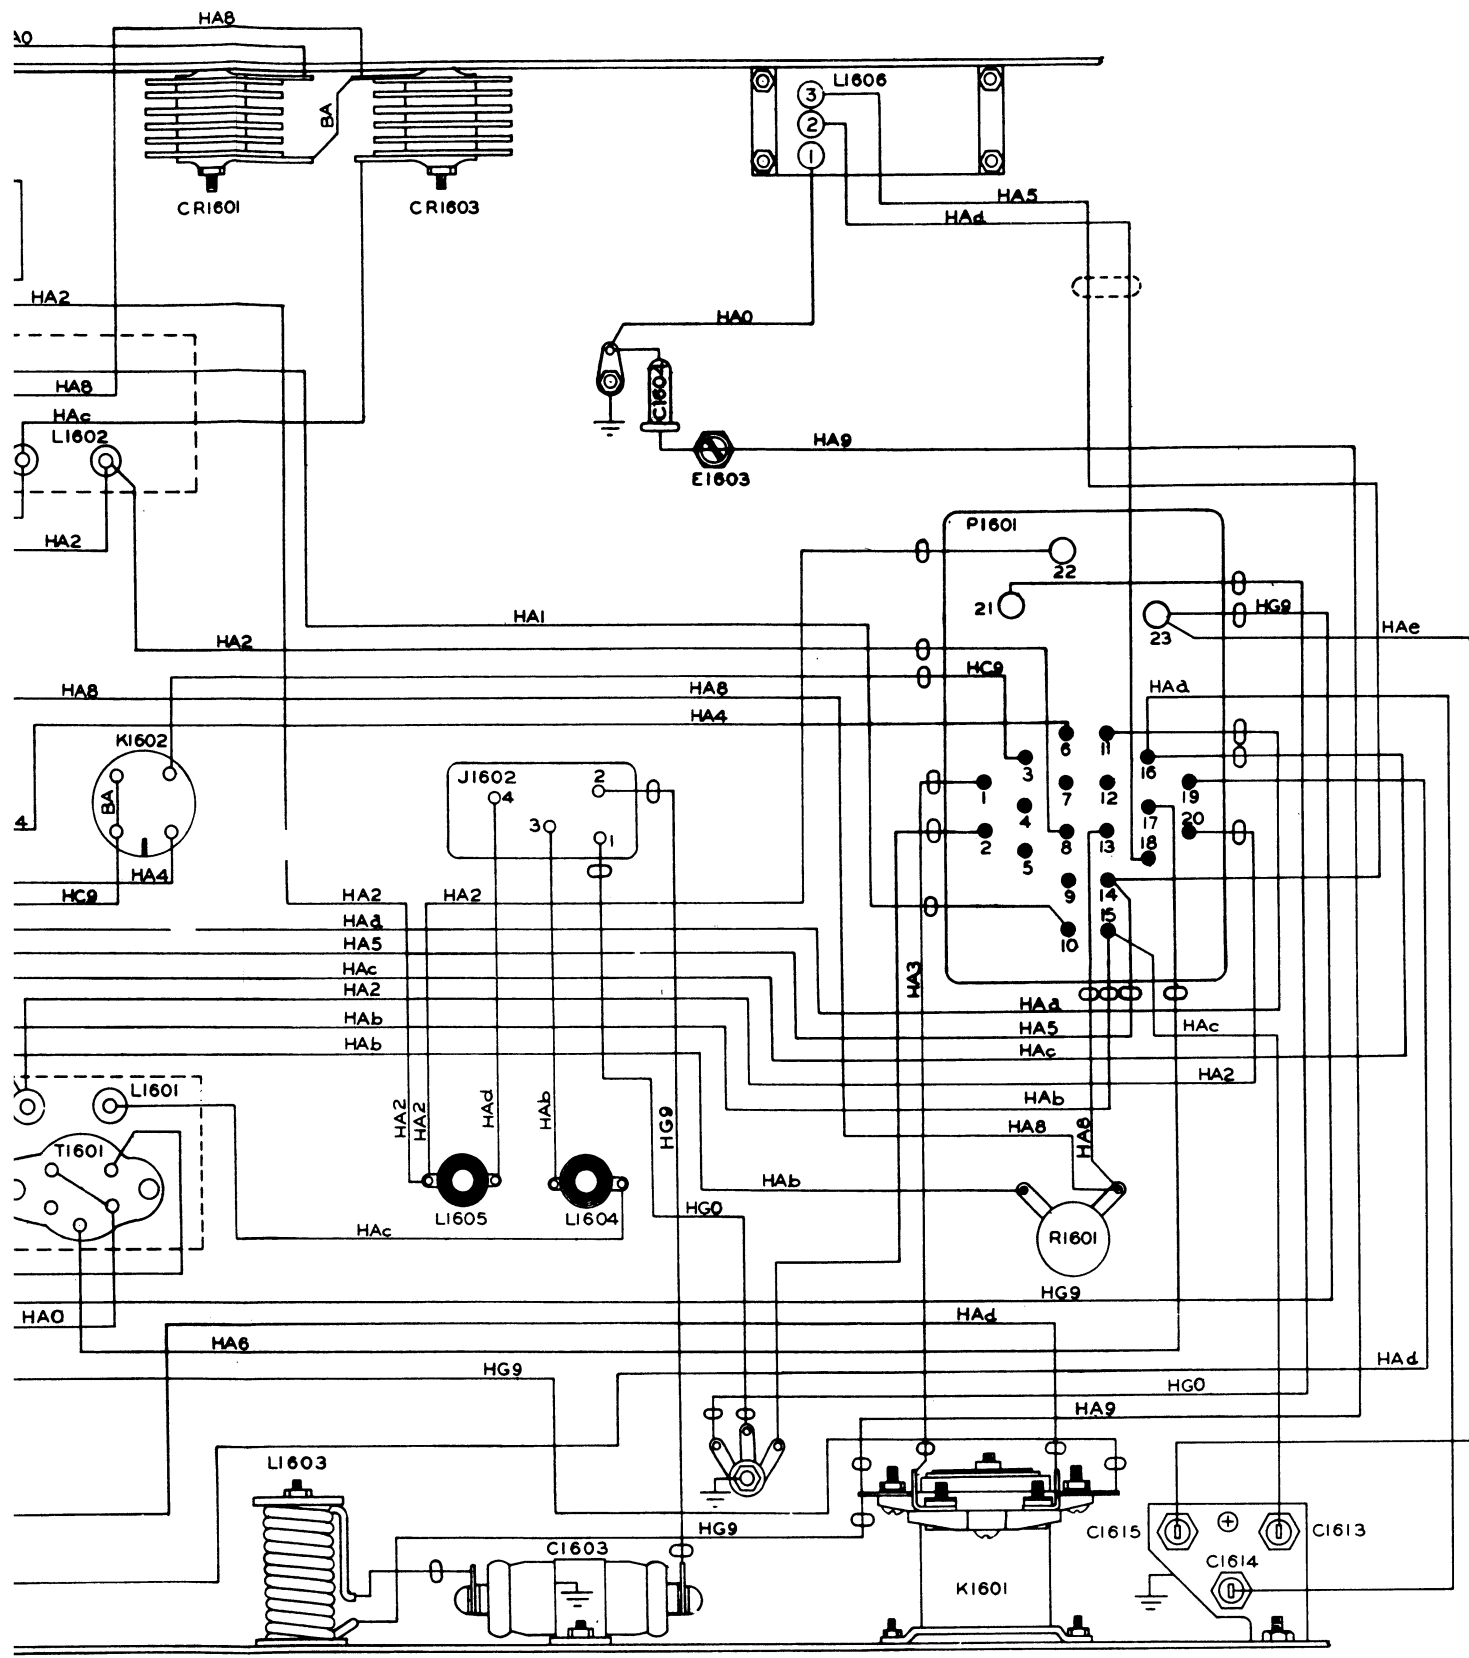 HA8
A0
L1606
3
2
1
BA
CR1601
CR1603
HA5
HAd
HA2
HA0
HA8
C1604
HAc
L1602
HA9
E1603
P1601
HA2
22
21
HG9
23
HA1
HAe
HA2
HC9
HA8
HA8
HAd
HA4
K1602
6
11
J1602
2
3
16
4
BA
1
7
12
19
4
3
1
4
17
20
2
8
13
18
5
HA4
HC9
HA2
HA2
9
14
HAd
15
HA5
10
HAc
HA3
HA2
HAd
HAb
HA5
HAc
HAb
HAc
HA2
L1601
HA2
HA2
HAd
HAb
HG9
HAb
HA8
HA8
T1601
HAb
L1605
L1604
HG0
HAc
R1601
HG9
HA0
HAd
HA6
HG9
HAd
HG0
HA9
L1603
HG9
C1603
C1615
C1613
C1614
K1601